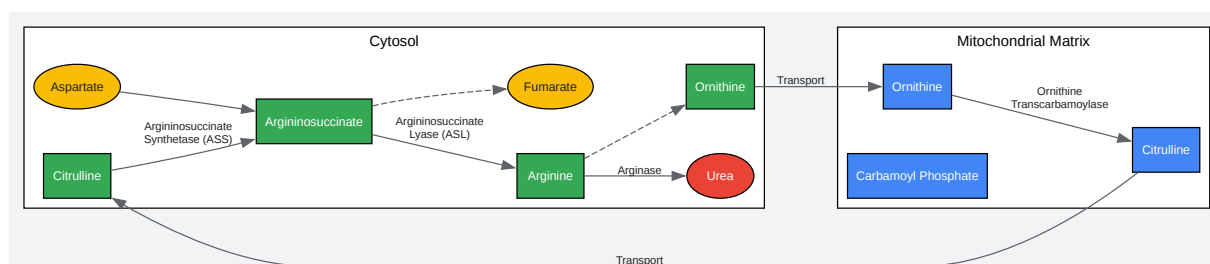 Cytosol
Mitochondrial Matrix
Aspartate
Fumarate
Ornithine
Transport
Ornithine
Ornithine
Transcarbamoylase
Argininosuccinate
Argininosuccinate
Synthetase (ASS)
Argininosuccinate
Lyase (ASL)
Citrulline
Citrulline
Arginine
Arginase
Urea
Carbamoyl Phosphate
Transport